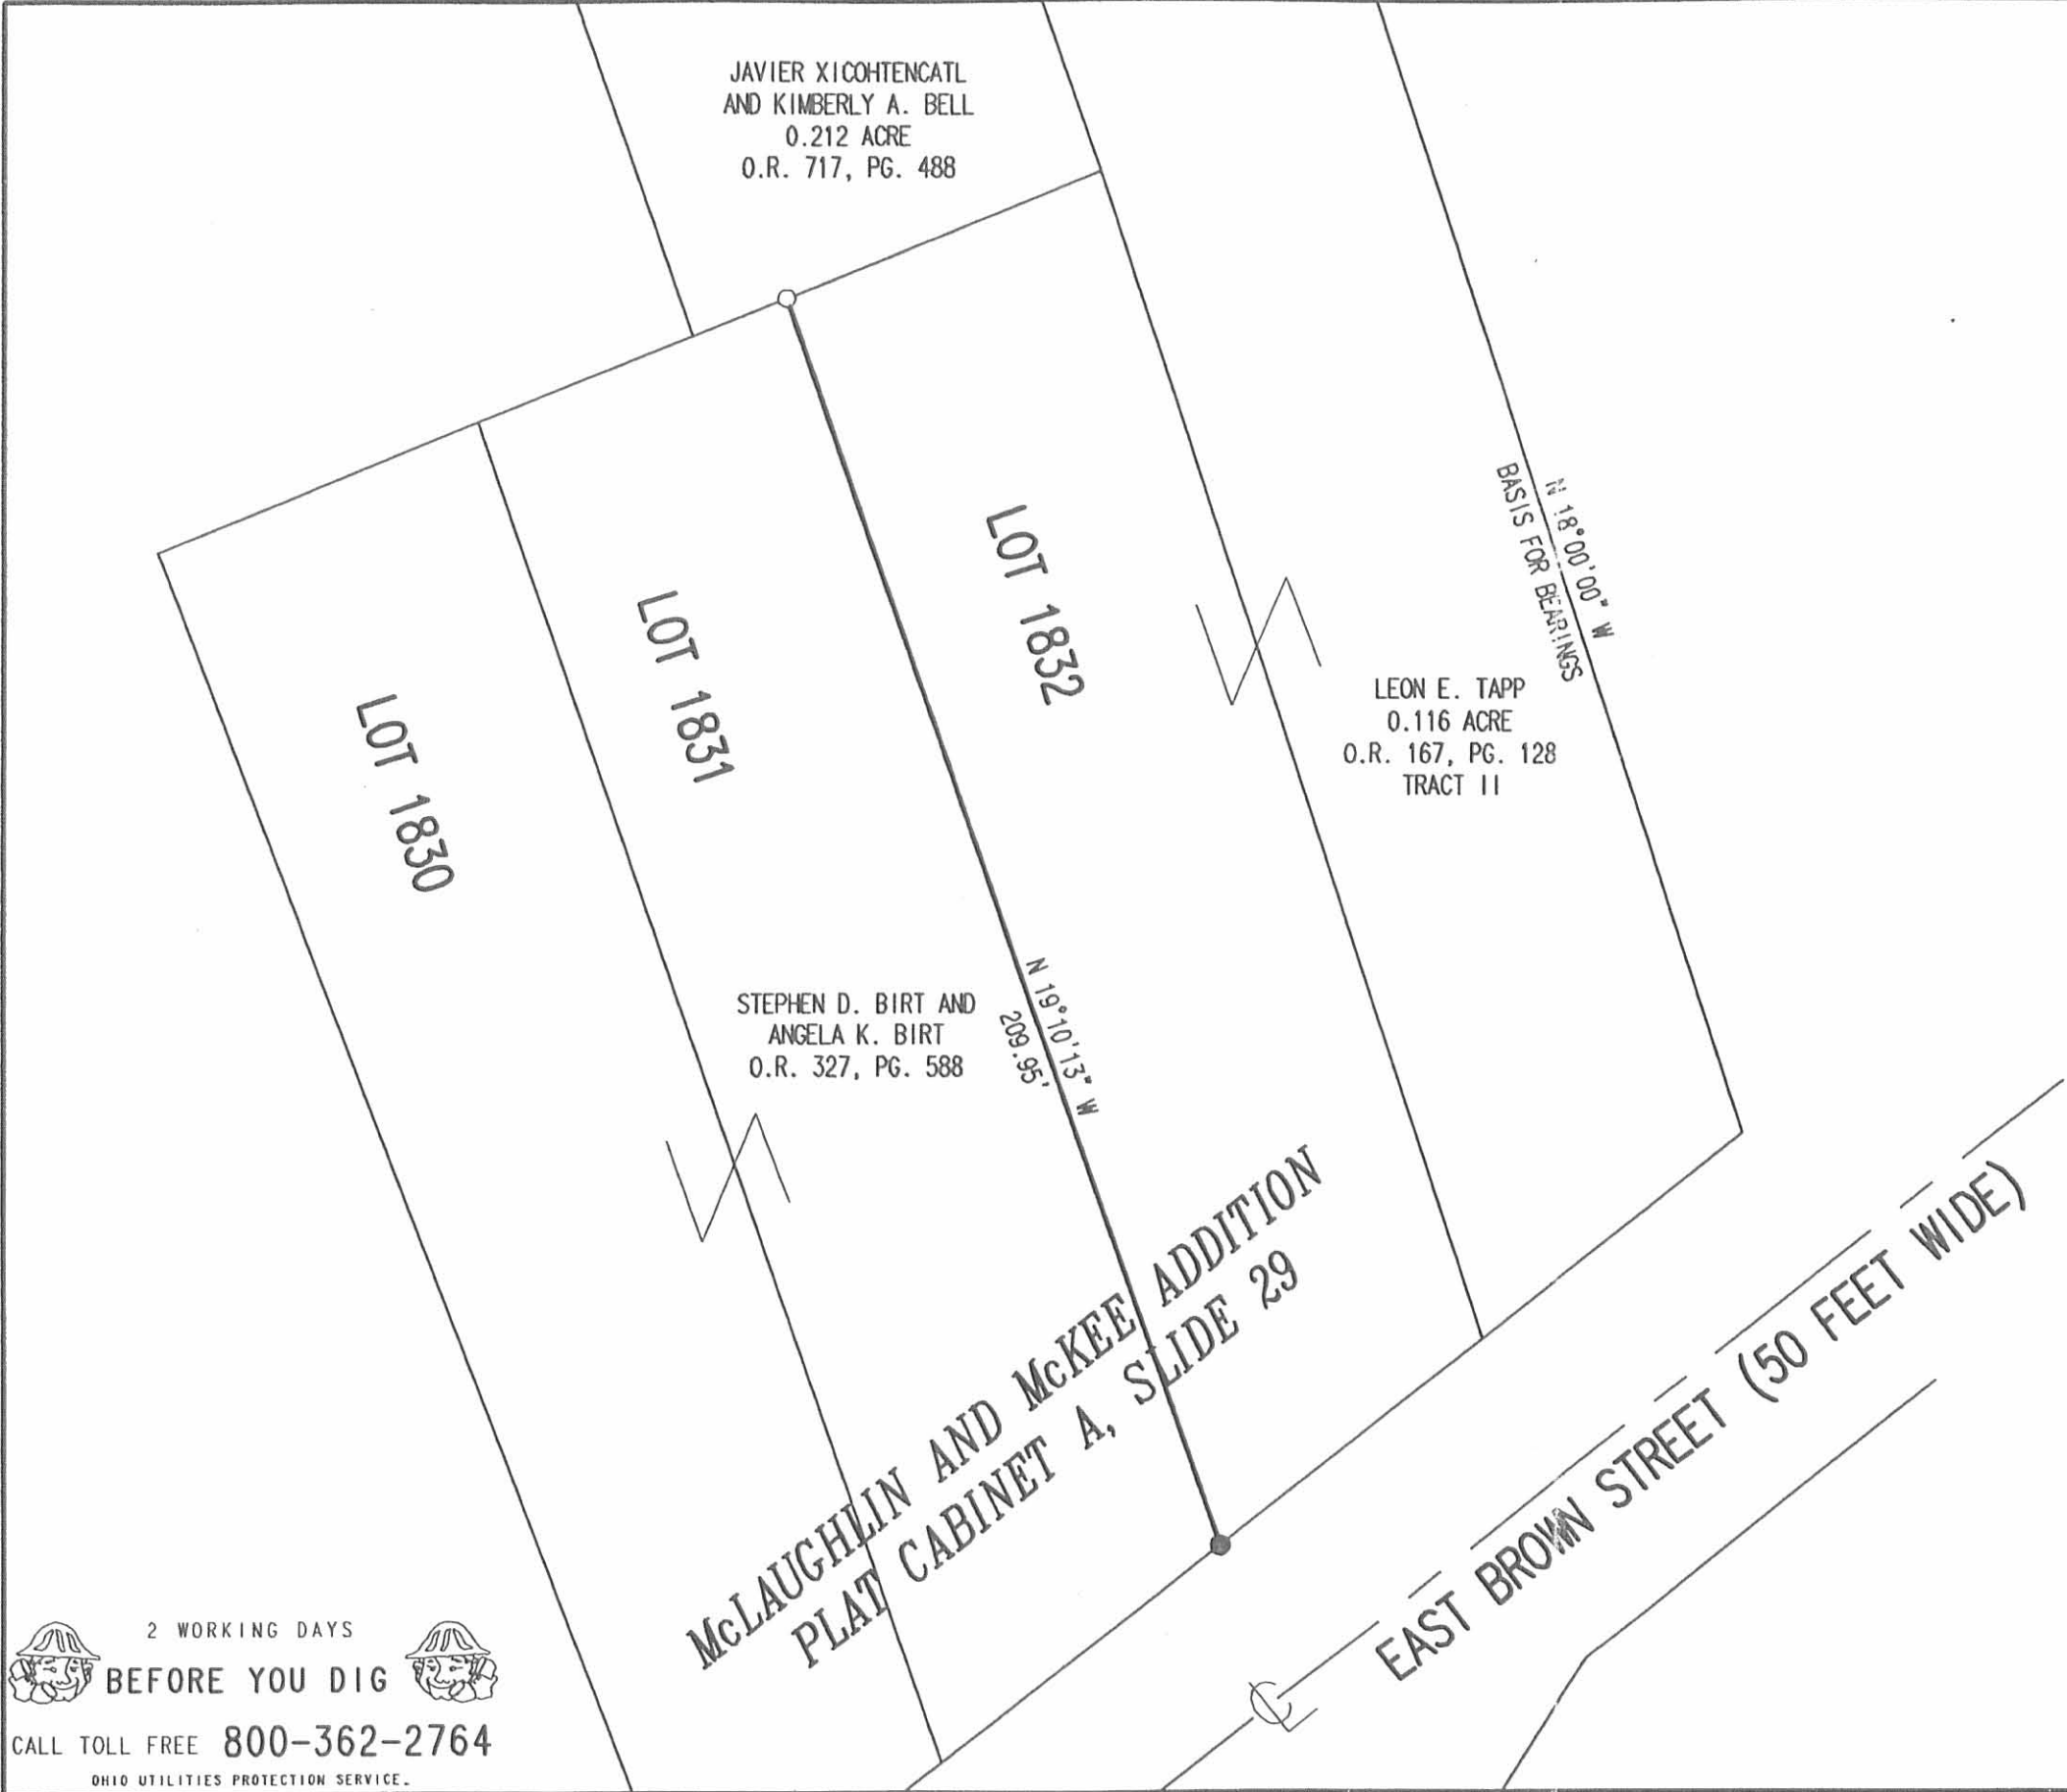 JAVIER XICOHTENCATL
AND KIMBERLY A. BELL
0.212 ACRE
O.R. 717, PG. 488
N 18°00'00" W
BASIS FOR BEARINGS
LOT 1832
LOT 1831
LOT 1830
LEON E. TAPP
0.116 ACRE
O.R. 167, PG. 128
TRACT II
STEPHEN D. BIRT AND
ANGELA K. BIRT
O.R. 327, PG. 588
N 19°10'13" W
209.95'
McLAUGHLIN AND McKEE ADDITION
PLAT CABINET A, SLIDE 29
EAST BROWN STREET (50 FEET WIDE)
CL
2 WORKING DAYS
BEFORE YOU DIG
CALL TOLL FREE 800-362-2764
OHIO UTILITIES PROTECTION SERVICE.